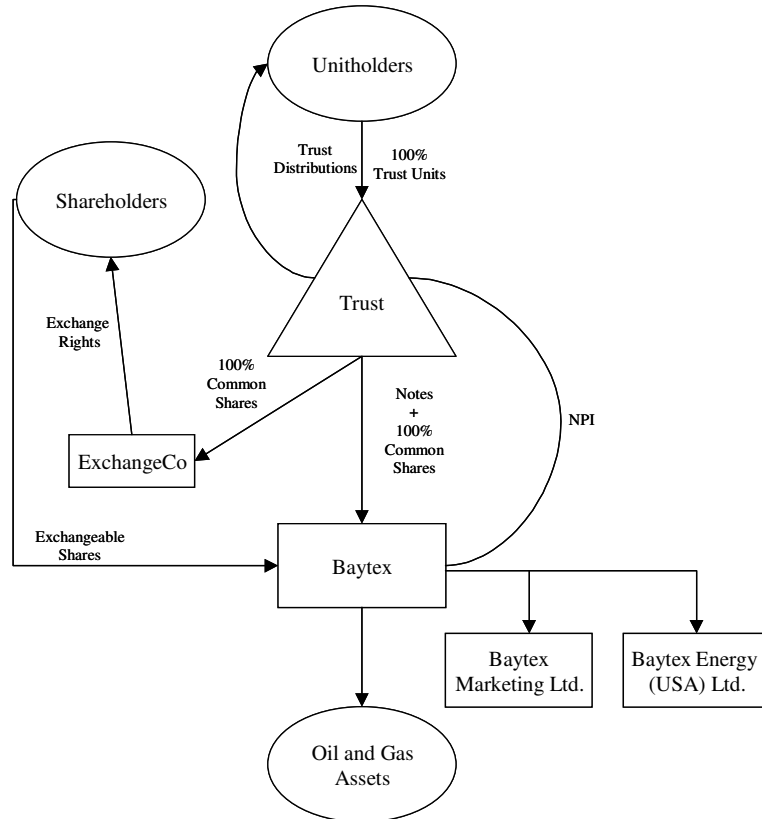 Unitholders
Trust
Distributions
100%
Trust Units
Shareholders
Trust
Exchange
Rights
100%
Common
Shares
Notes
+
100%
Common
Shares
NPI
ExchangeCo
Exchangeable
Shares
Baytex
Baytex
Marketing Ltd.
Baytex Energy
(USA) Ltd.
Oil and Gas
Assets